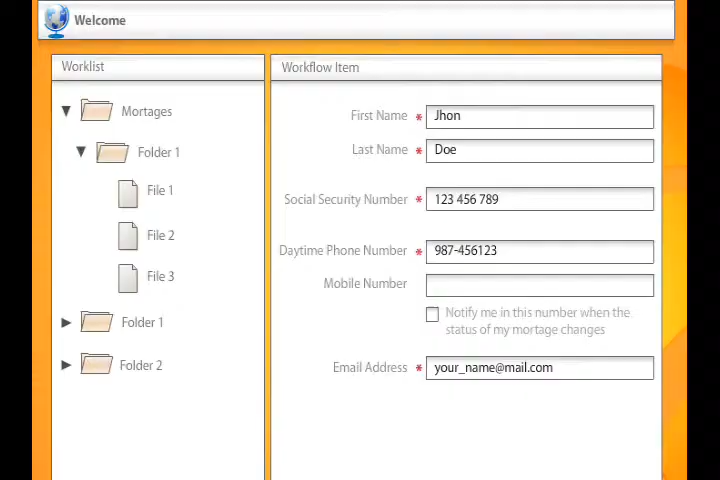 Welcome
Worklist
Mortages
Folder 1
File 1
File 2
File 3
Folder 1
Folder 2
Workflow Item
First Name * Jhon
Last Name * Doe
Social Security Number * 123 456 789
Daytime Phone Number * 987-456123
Mobile Number
Notify me in this number when the
status of my mortage changes
Email Address * your_name@mail.com